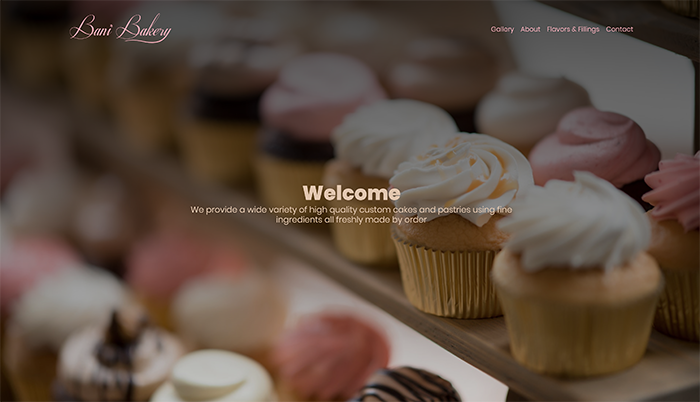 Bani Bakery
Gallery About Flavors & Fillings Contact
Welcome
We provide a wide variety of high quality custom cakes and pastries using fine
ingredients all freshly made by order